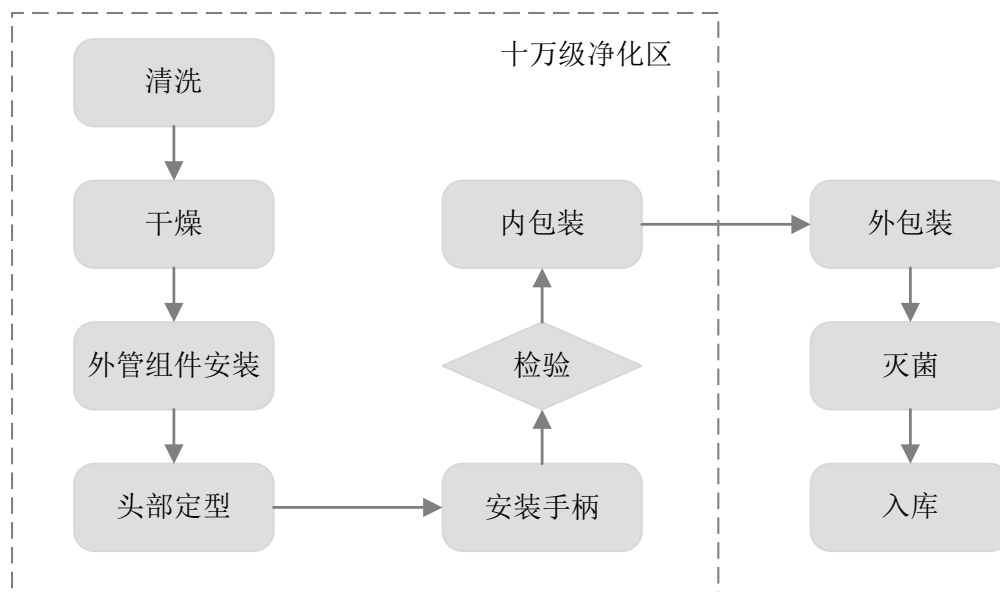 十万级净化区
清洗
干燥
外管组件安装
头部定型
安装手柄
检验
内包装
外包装
灭菌
入库